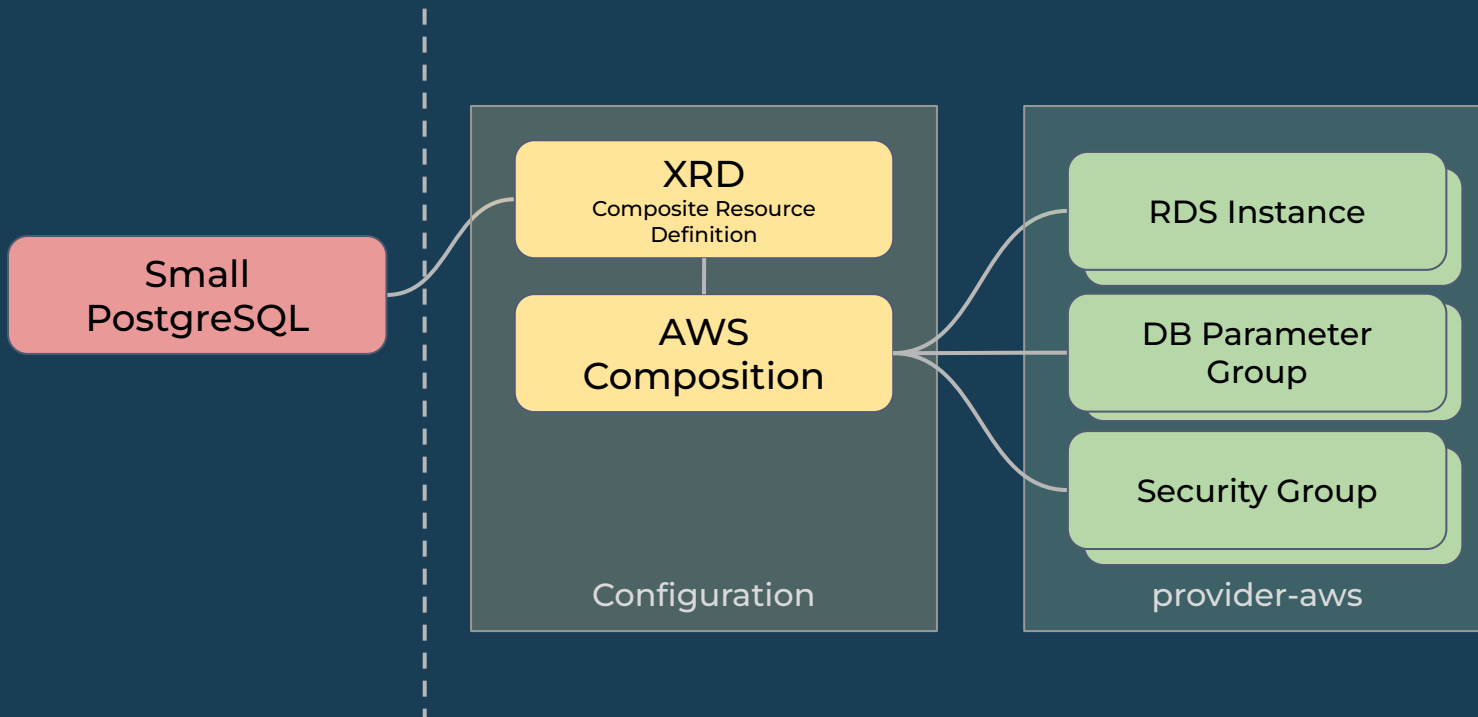 Small
PostgreSQL
XRD
Composite Resource
Definition
AWS
Composition
Configuration
RDS Instance
DB Parameter
Group
Security Group
provider-aws